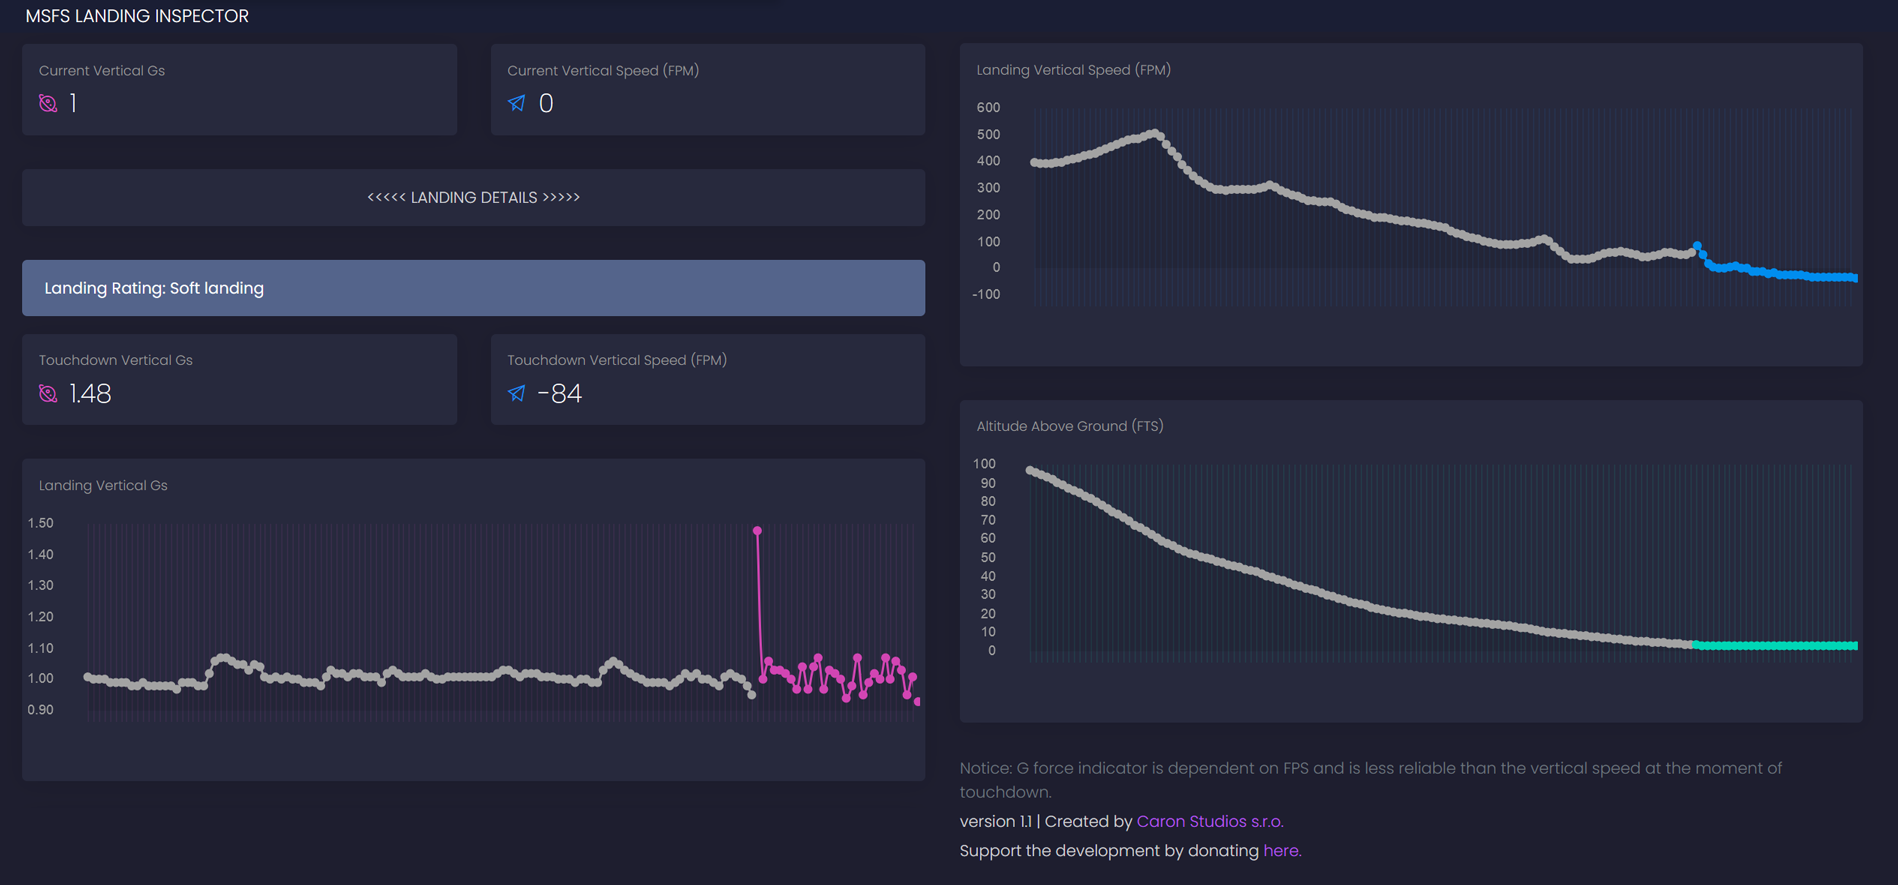 MSFS LANDING INSPECTOR
Current Vertical Gs
1
Current Vertical Speed (FPM)
0
<<<<< LANDING DETAILS >>>>>
Landing Rating: Soft landing
Touchdown Vertical Gs
1.48
Touchdown Vertical Speed (FPM)
-84
Landing Vertical Gs
1.50
1.40
1.30
1.20
1.10
1.00
0.90
Landing Vertical Speed (FPM)
600
500
400
300
200
100
0
-100
Altitude Above Ground (FTS)
100
90
80
70
60
50
40
30
20
10
0
Notice: G force indicator is dependent on FPS and is less reliable than the vertical speed at the moment of
touchdown.
version 1.1 | Created by Caron Studios s.r.o.
Support the development by donating here.